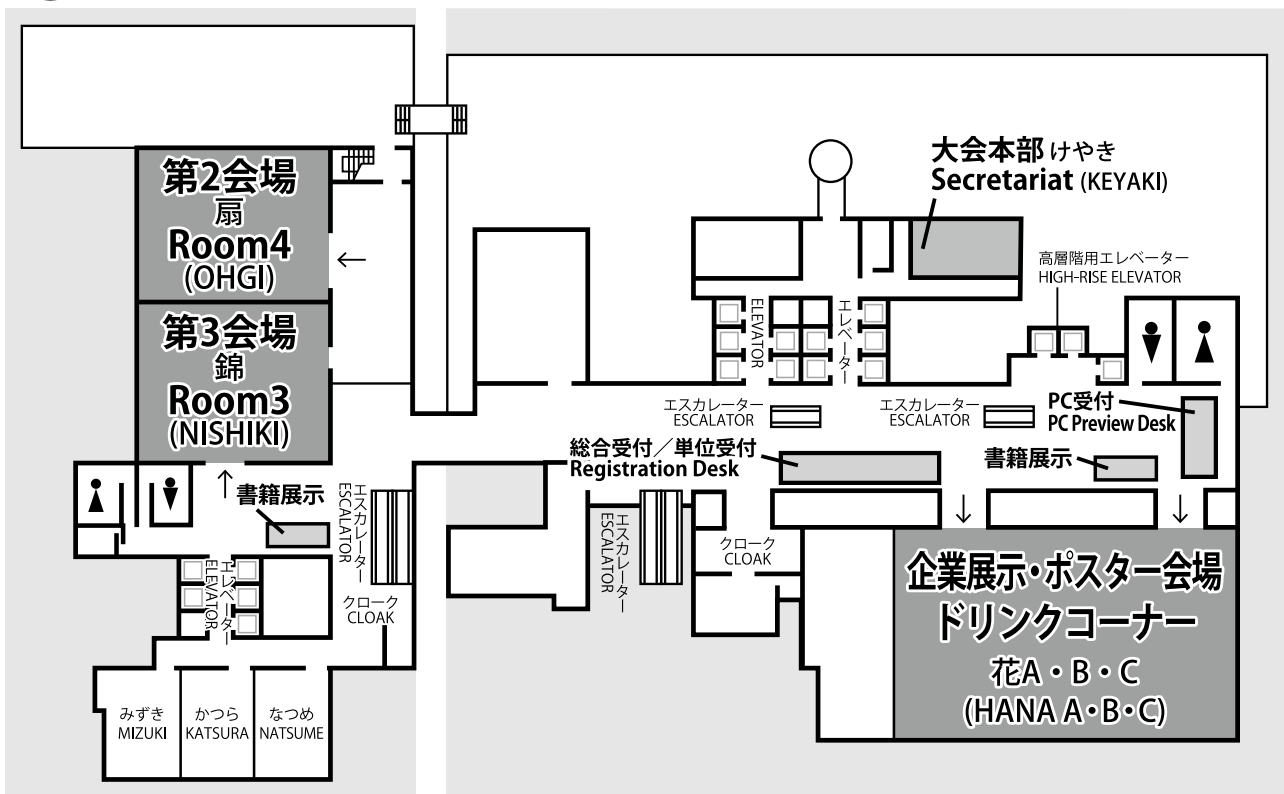 第2会場
扇
Room4
(OHGI)
第3会場
錦
Room3
(NISHIKI)
書籍展示
エスカレーター
ESCALATOR
エレベーター
ELEVATOR
クローク
CLOAK
みずき
MIZUKI
かつら
KATSURA
なつめ
NATSUME
大会本部 けやき
Secretariat (KEYAKI)
高層階用エレベーター
HIGH-RISE ELEVATOR
ELEVATOR
エレベーター
エスカレーター
ESCALATOR
エスカレーター
ESCALATOR
PC受付
PC Preview Desk
総合受付／単位受付
Registration Desk
書籍展示
エスカレーター
ESCALATOR
クローク
CLOAK
企業展示・ポスター会場
ドリンクコーナー
花A・B・C
(HANA A・B・C)